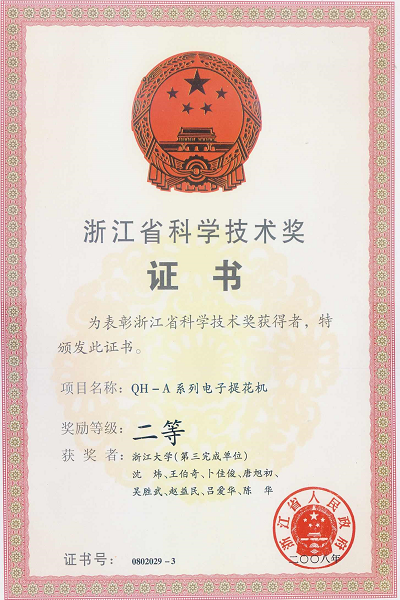 浙江省科学技术奖
证书
为表彰浙江省科学技术奖获得者，特
颁发此证书。
项目名称：QH-A系列电子提花机
奖励等级：二等
获奖者：浙江大学(第三完成单位)
沈炜、王伯奇、卜佳俊、唐旭初、
吴胜武、赵益民、吕爱华、陈华
浙江省人民政府
二〇〇八年
证书号：0802029-3